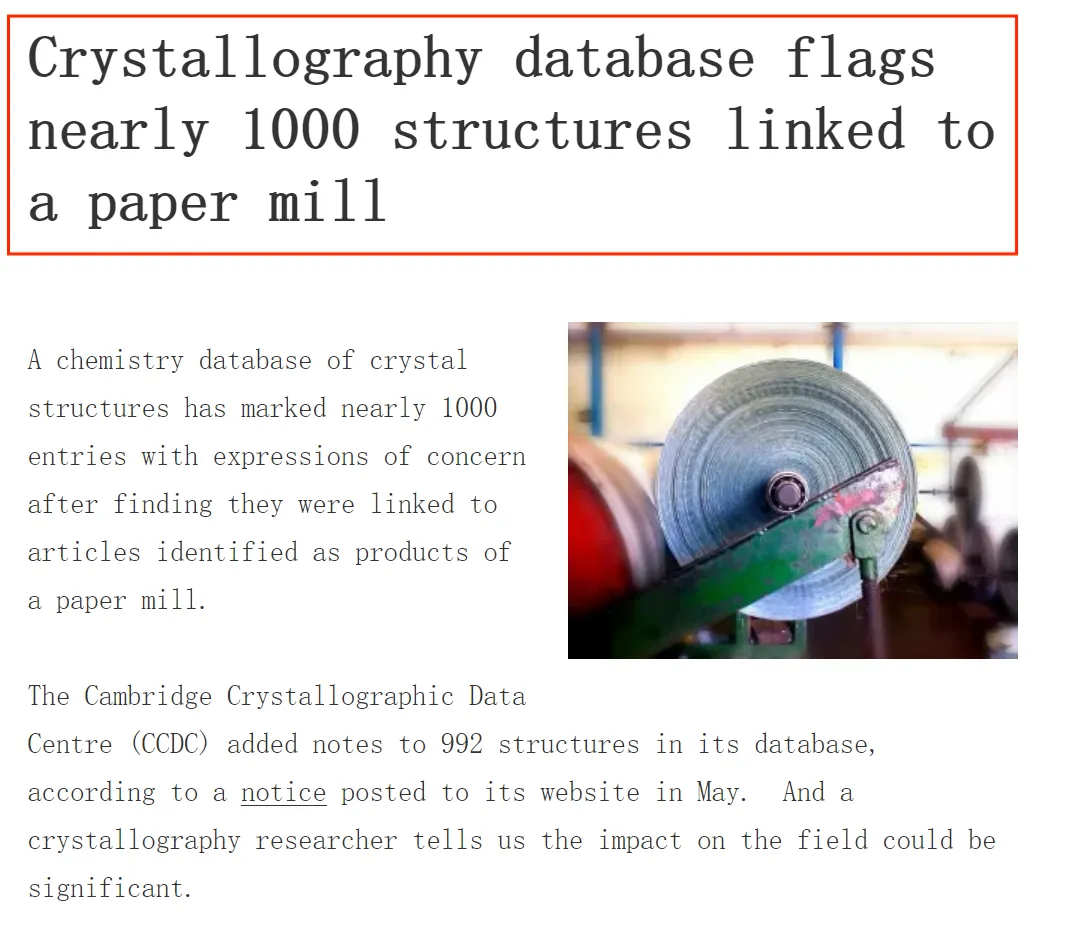 Crystallography database flags
nearly 1000 structures linked to
a paper mill
A chemistry database of crystal
structures has marked nearly 1000
entries with expressions of concern
after finding they were linked to
articles identified as products of
a paper mill.
The Cambridge Crystallographic Data
Centre (CCDC) added notes to 992 structures in its database,
according to a notice posted to its website in May.  And a
crystallography researcher tells us the impact on the field could be
significant.